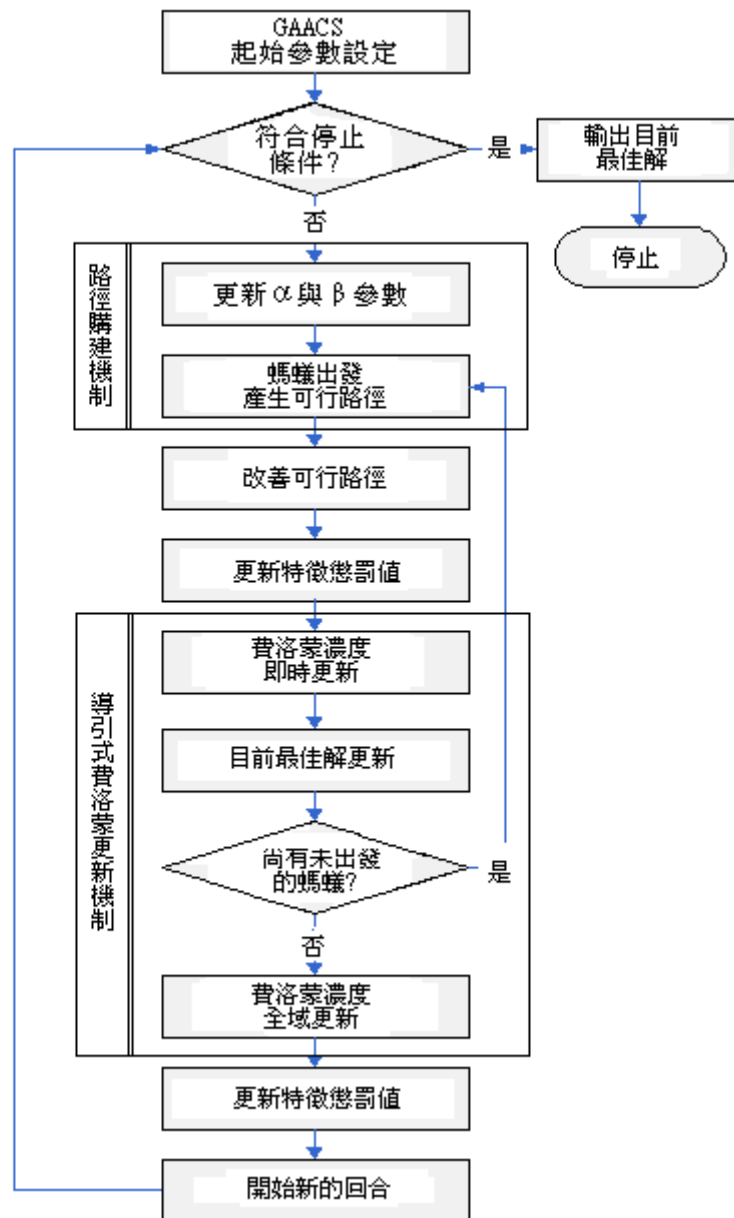 GAACS
起始參數設定
符合停止
條件?
是
輸出目前
最佳解
停止
否
路徑購建機制
更新α與β參數
螞蟻出發
產生可行路徑
改善可行路徑
更新特徵懲罰值
導引式費洛蒙更新機制
費洛蒙濃度
即時更新
目前最佳解更新
尚有未出發
的螞蟻?
是
否
費洛蒙濃度
全域更新
更新特徵懲罰值
開始新的回合